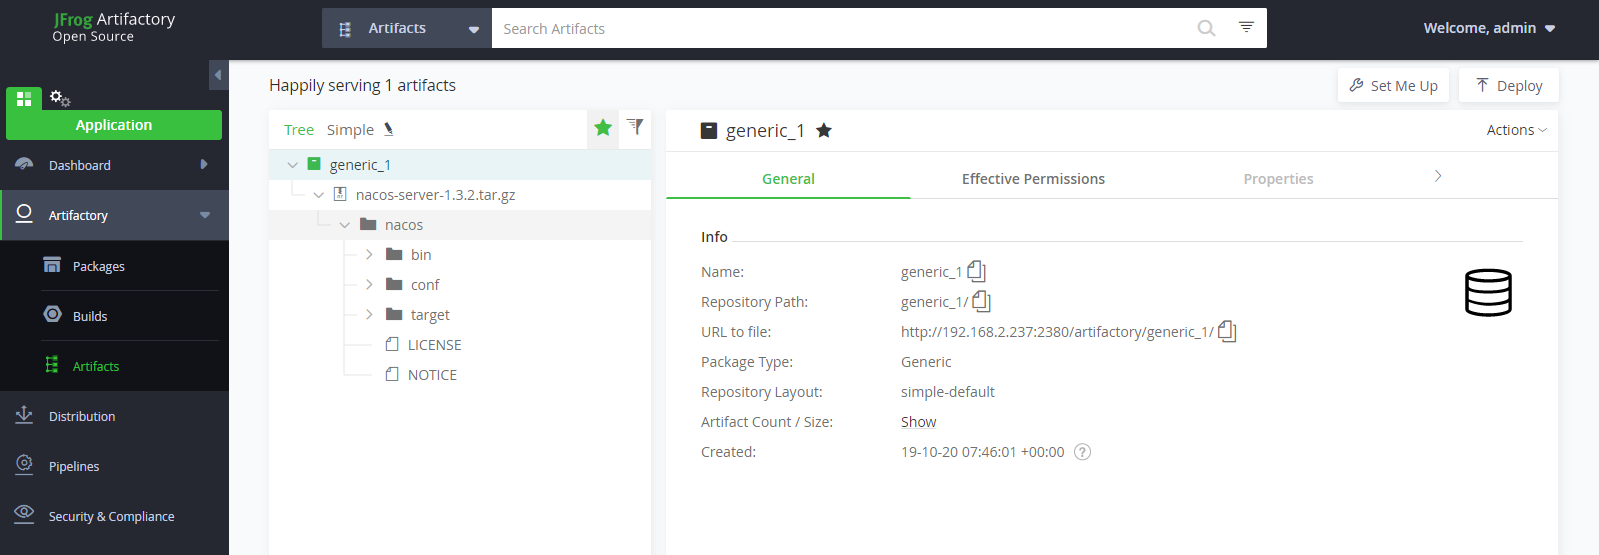 JFrog Artifactory
Open Source
Artifacts
Search Artifacts
Welcome, admin
Application
Dashboard
Artifactory
Packages
Builds
Artifacts
Distribution
Pipelines
Security & Compliance
Happily serving 1 artifacts
Set Me Up
Deploy
Tree Simple
generic_1
nacos-server-1.3.2.tar.gz
nacos
bin
conf
target
LICENSE
NOTICE
generic_1
Actions
General Effective Permissions Properties
Info
Name: generic_1
Repository Path: generic_1/
URL to file: http://192.168.2.237:2380/artifactory/generic_1/
Package Type: Generic
Repository Layout: simple-default
Artifact Count / Size: Show
Created: 19-10-20 07:46:01 +00:00 ?